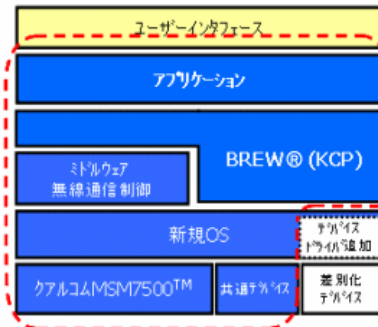 ユーザーインタフェース
アプリケーション
BREW® (KCP)
ミドルウェア
無線通信制御
新規OS
デバイス
ドライバ追加
クアルコムMSM7500™
共通デバイス
差別化
デバイス